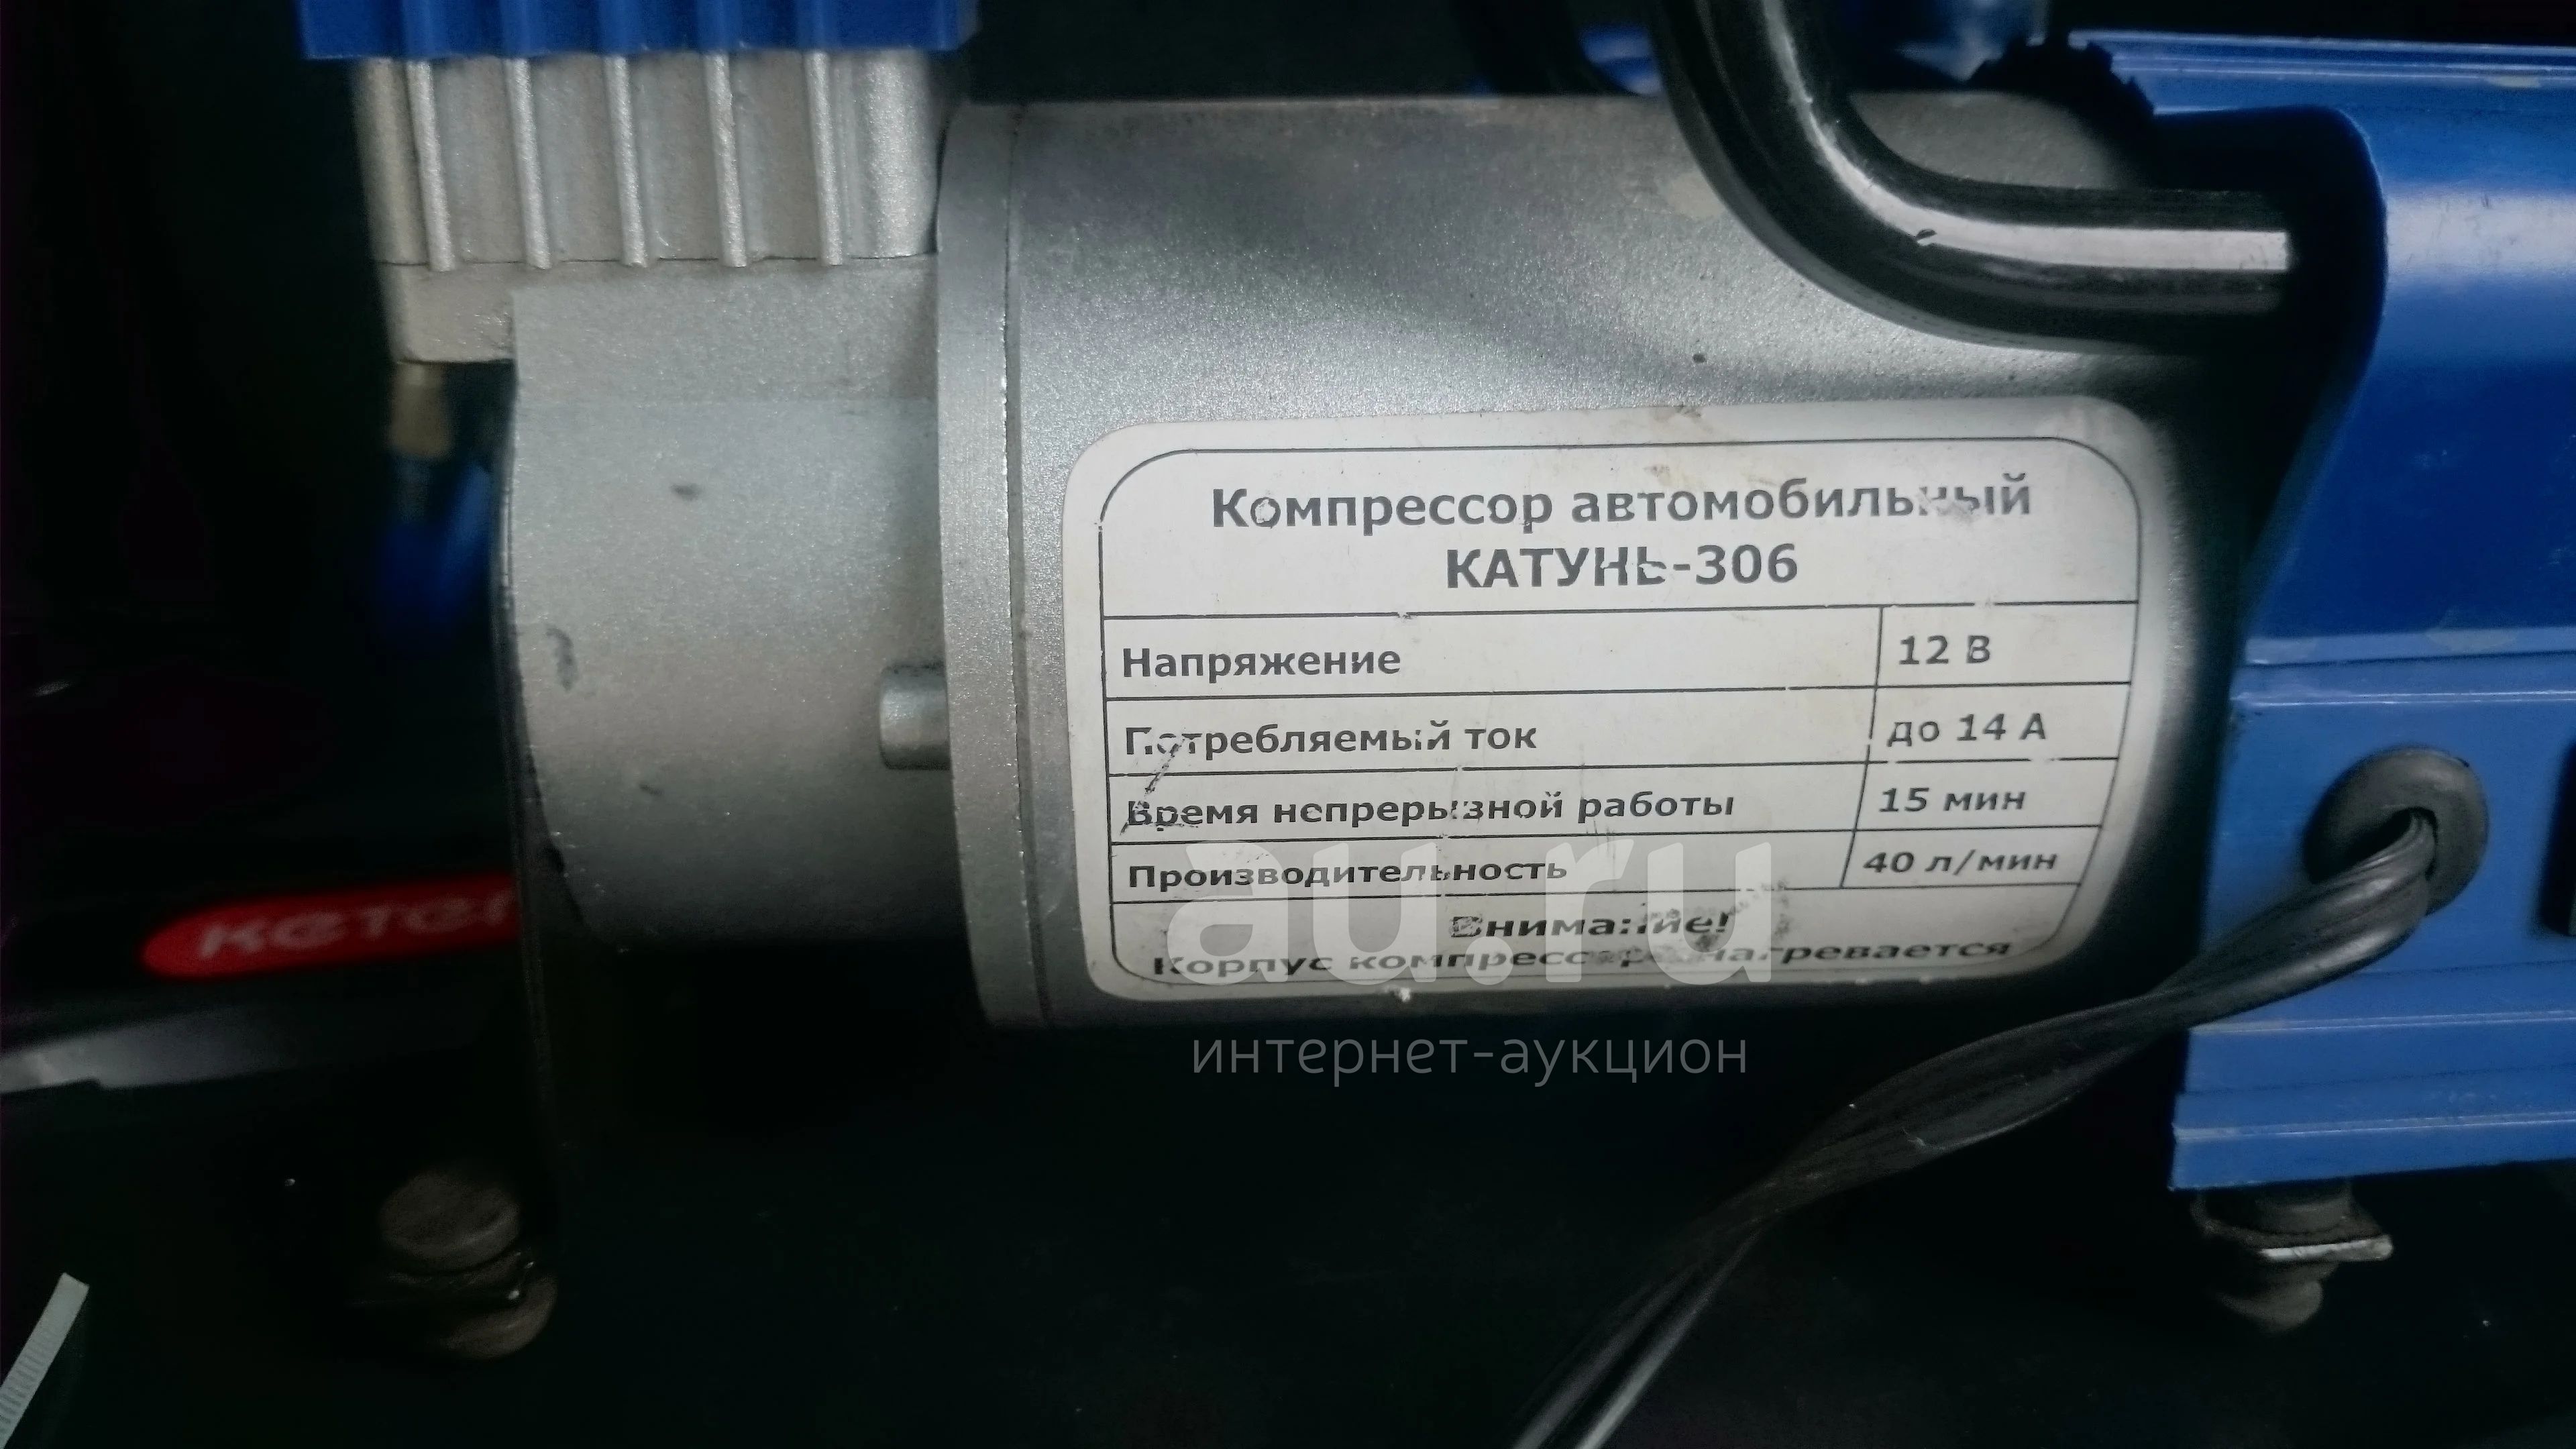 Компрессор автомобильный
КАТУНЬ-306
Напряжение 12 В
Потребляемый ток до 14 А
Время непрерывной работы 15 мин
Производительность 40 л/мин
Внимание!
Корпус компрессора нагревается
keter
au.ru
интернет-аукцион